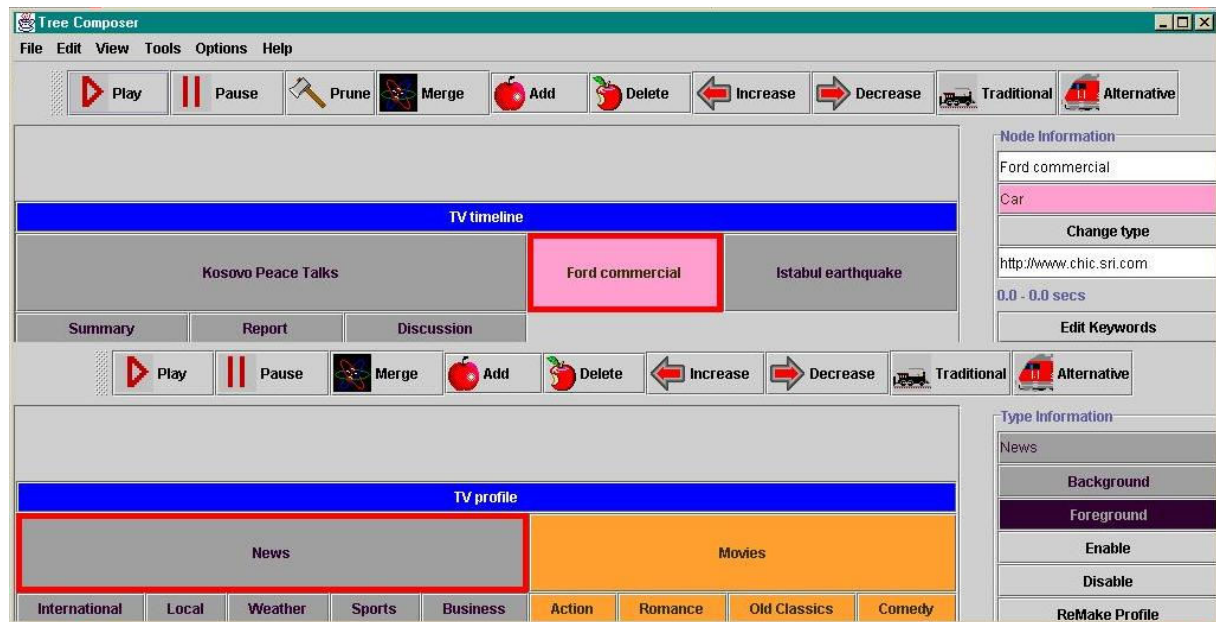 Tree Composer
File Edit View Tools Options Help
Play Pause Prune Merge Add Delete Increase Decrease Traditional Alternative
Node Information
Ford commercial
Car
Change type
http://www.chic.sri.com
0.0 - 0.0 secs
Edit Keywords
TV timeline
Kosovo Peace Talks Ford commercial Istabul earthquake
Summary Report Discussion
Play Pause Merge Add Delete Increase Decrease Traditional Alternative
Type Information
News
Background
Foreground
Enable
Disable
ReMake Profile
TV profile
News Movies
International Local Weather Sports Business Action Romance Old Classics Comedy